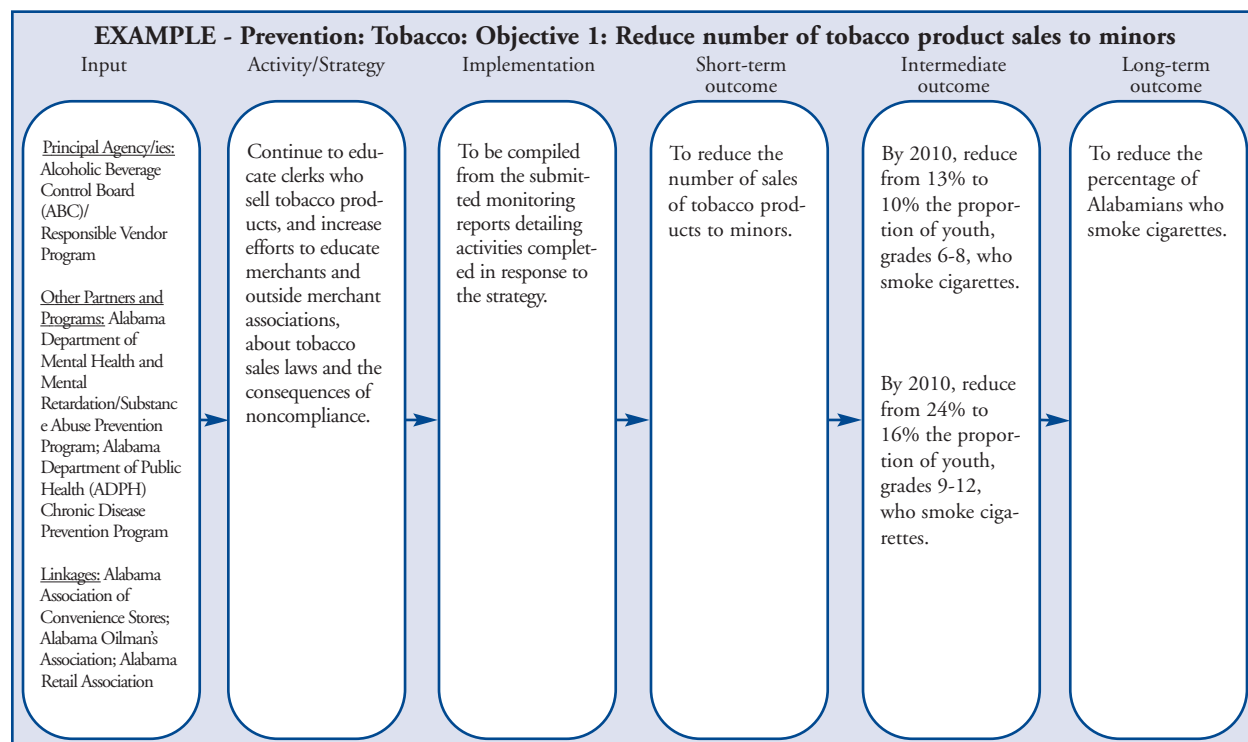 EXAMPLE - Prevention: Tobacco: Objective 1: Reduce number of tobacco product sales to minors
Input
Activity/Strategy
Implementation
Short-term
outcome
Intermediate
outcome
Long-term
outcome
Principal Agency/ies:
Alcoholic Beverage
Control Board
(ABC)/
Responsible Vendor
Program
Other Partners and
Programs: Alabama
Department of
Mental Health and
Mental
Retardation/Substanc
e Abuse Prevention
Program; Alabama
Department of Public
Health (ADPH)
Chronic Disease
Prevention Program
Linkages: Alabama
Association of
Convenience Stores;
Alabama Oilman's
Association; Alabama
Retail Association
Continue to edu-
cate clerks who
sell tobacco prod-
ucts, and increase
efforts to educate
merchants and
outside merchant
associations,
about tobacco
sales laws and the
consequences of
noncompliance.
To be compiled
from the submit-
ted monitoring
reports detailing
activities complet-
ed in response to
the strategy.
To reduce the
number of sales
of tobacco prod-
ucts to minors.
By 2010, reduce
from 13% to
10% the propor-
tion of youth,
grades 6-8, who
smoke cigarettes.
By 2010, reduce
from 24% to
16% the propor-
tion of youth,
grades 9-12,
who smoke ciga-
rettes.
To reduce the
percentage of
Alabamians who
smoke cigarettes.